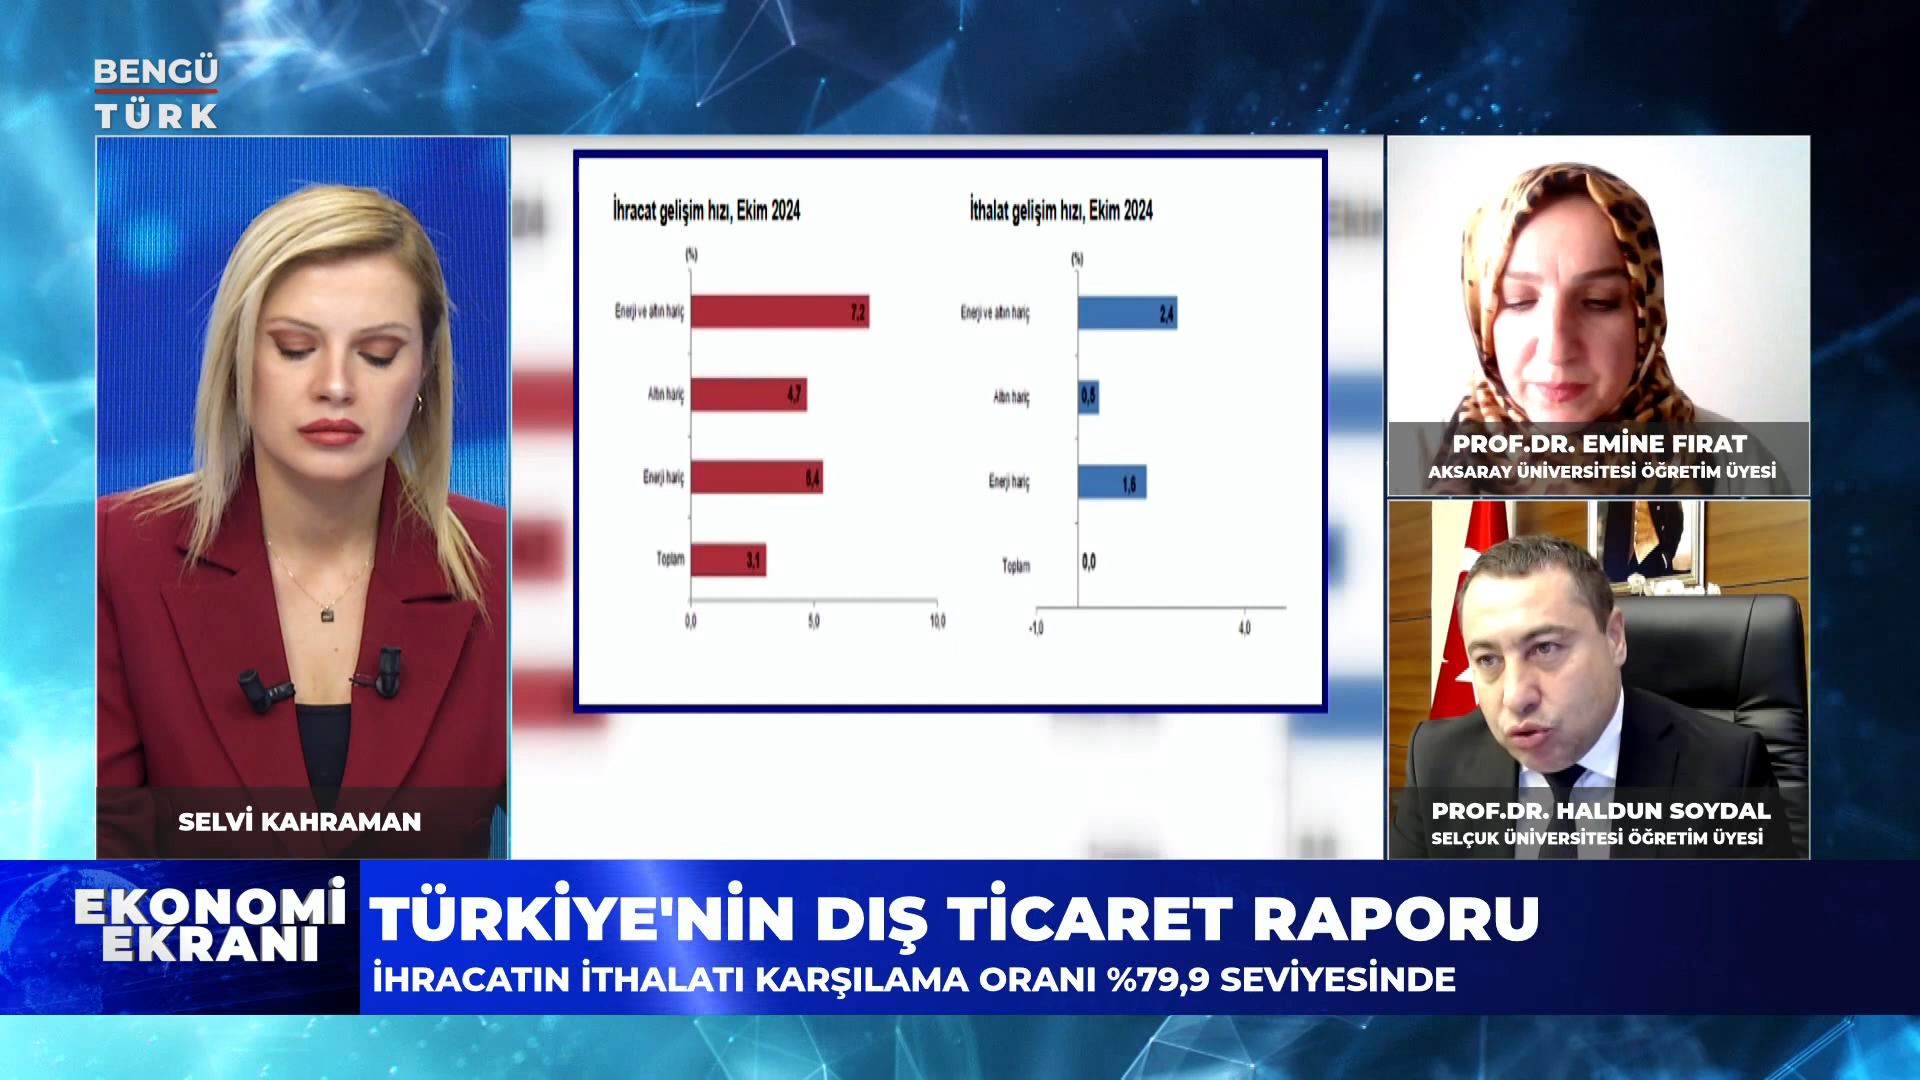 BENGÜ
TÜRK
İhracat gelişim hızı, Ekim 2024
(%)
Enerji ve altın hariç
7,2
Altın hariç
4,7
Enerji hariç
5,4
Toplam
3,1
0,0
5,0
10,0
İthalat gelişim hızı, Ekim 2024
(%)
Enerji ve altın hariç
2,4
Altın hariç
0,5
Enerji hariç
1,6
Toplam
0,0
-1,0
4,0
PROF.DR. EMİNE FIRAT
AKSARAY ÜNİVERSİTESİ ÖĞRETİM ÜYESİ
SELVİ KAHRAMAN
PROF.DR. HALDUN SOYDAL
SELÇUK ÜNİVERSİTESİ ÖĞRETİM ÜYESİ
EKONOMİ
EKRANI
TÜRKİYE'NİN DIŞ TİCARET RAPORU
İHRACATIN İTHALATI KARŞILAMA ORANI %79,9 SEVİYESİNDE